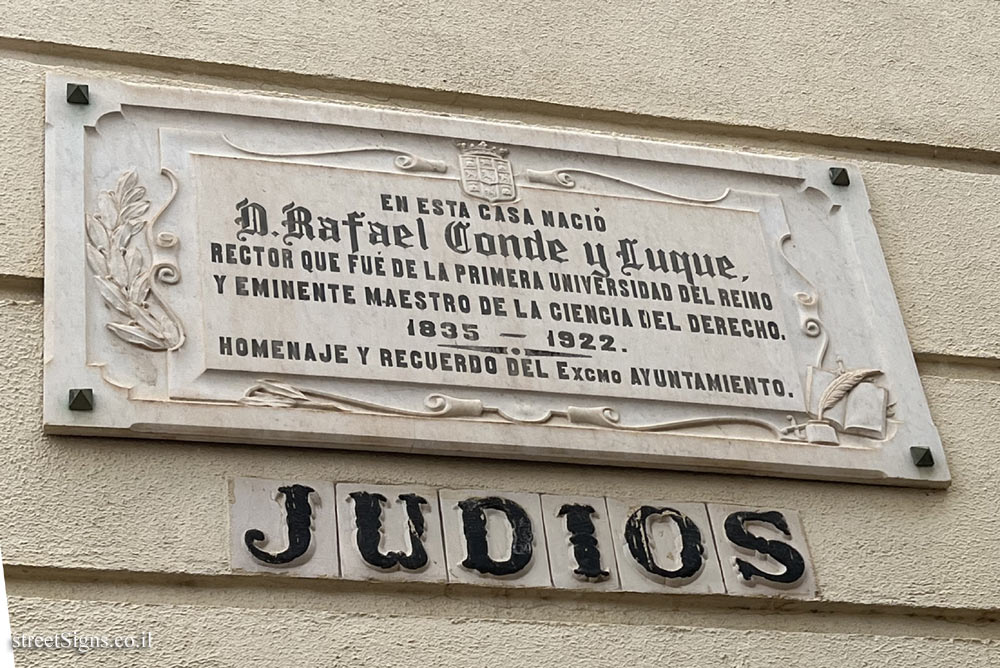 EN ESTA CASA NACIÓ
D. Rafael Conde y Luque,
RECTOR QUE FUÉ DE LA PRIMERA UNIVERSIDAD DEL REINO
Y EMINENTE MAESTRO DE LA CIENCIA DEL DERECHO.
1835 — 1922.
HOMENAJE Y RECUERDO DEL EXCMO AYUNTAMIENTO.
JUDIOS
streetSigns.co.il